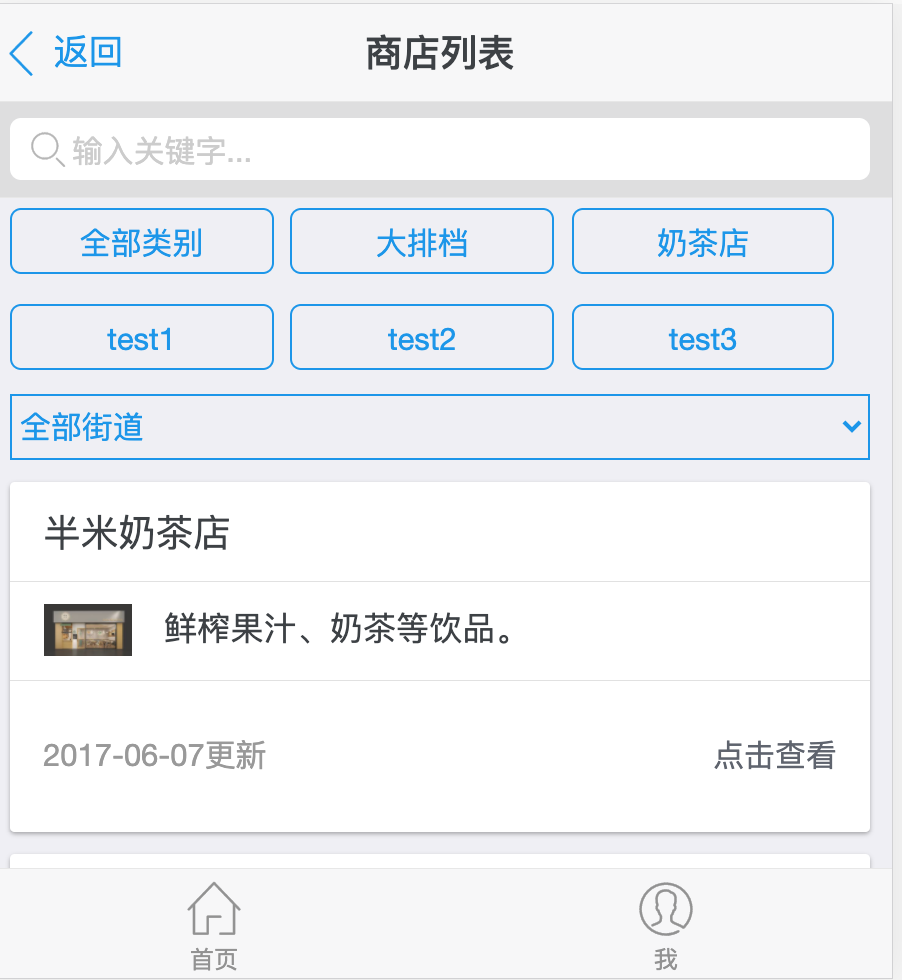 返回
商店列表
输入关键字...
全部类别
大排档
奶茶店
test1
test2
test3
全部街道
半米奶茶店
鲜榨果汁、奶茶等饮品。
2017-06-07更新
点击查看
首页
我